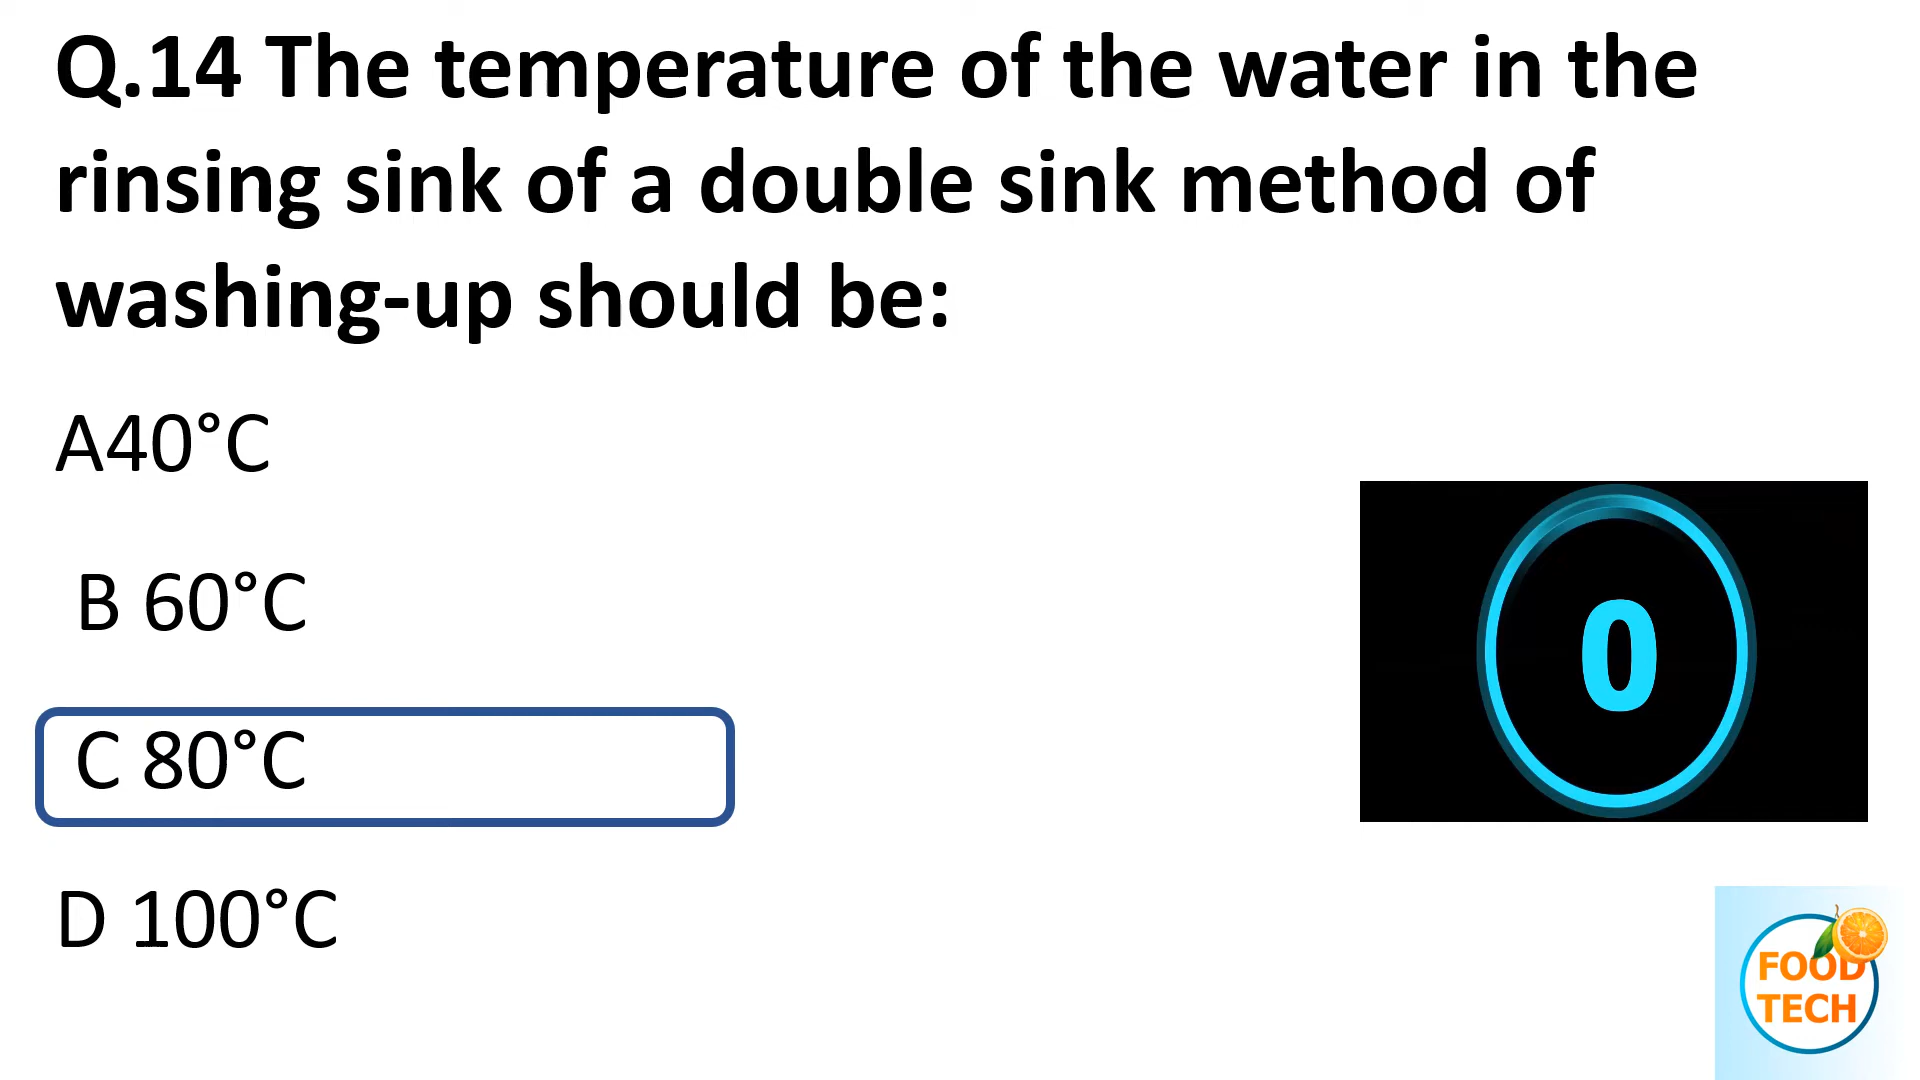 Q.14 The temperature of the water in the
rinsing sink of a double sink method of
washing-up should be:
A40°C
B 60°C
C 80°C
D 100°C
0
FOOD
TECH